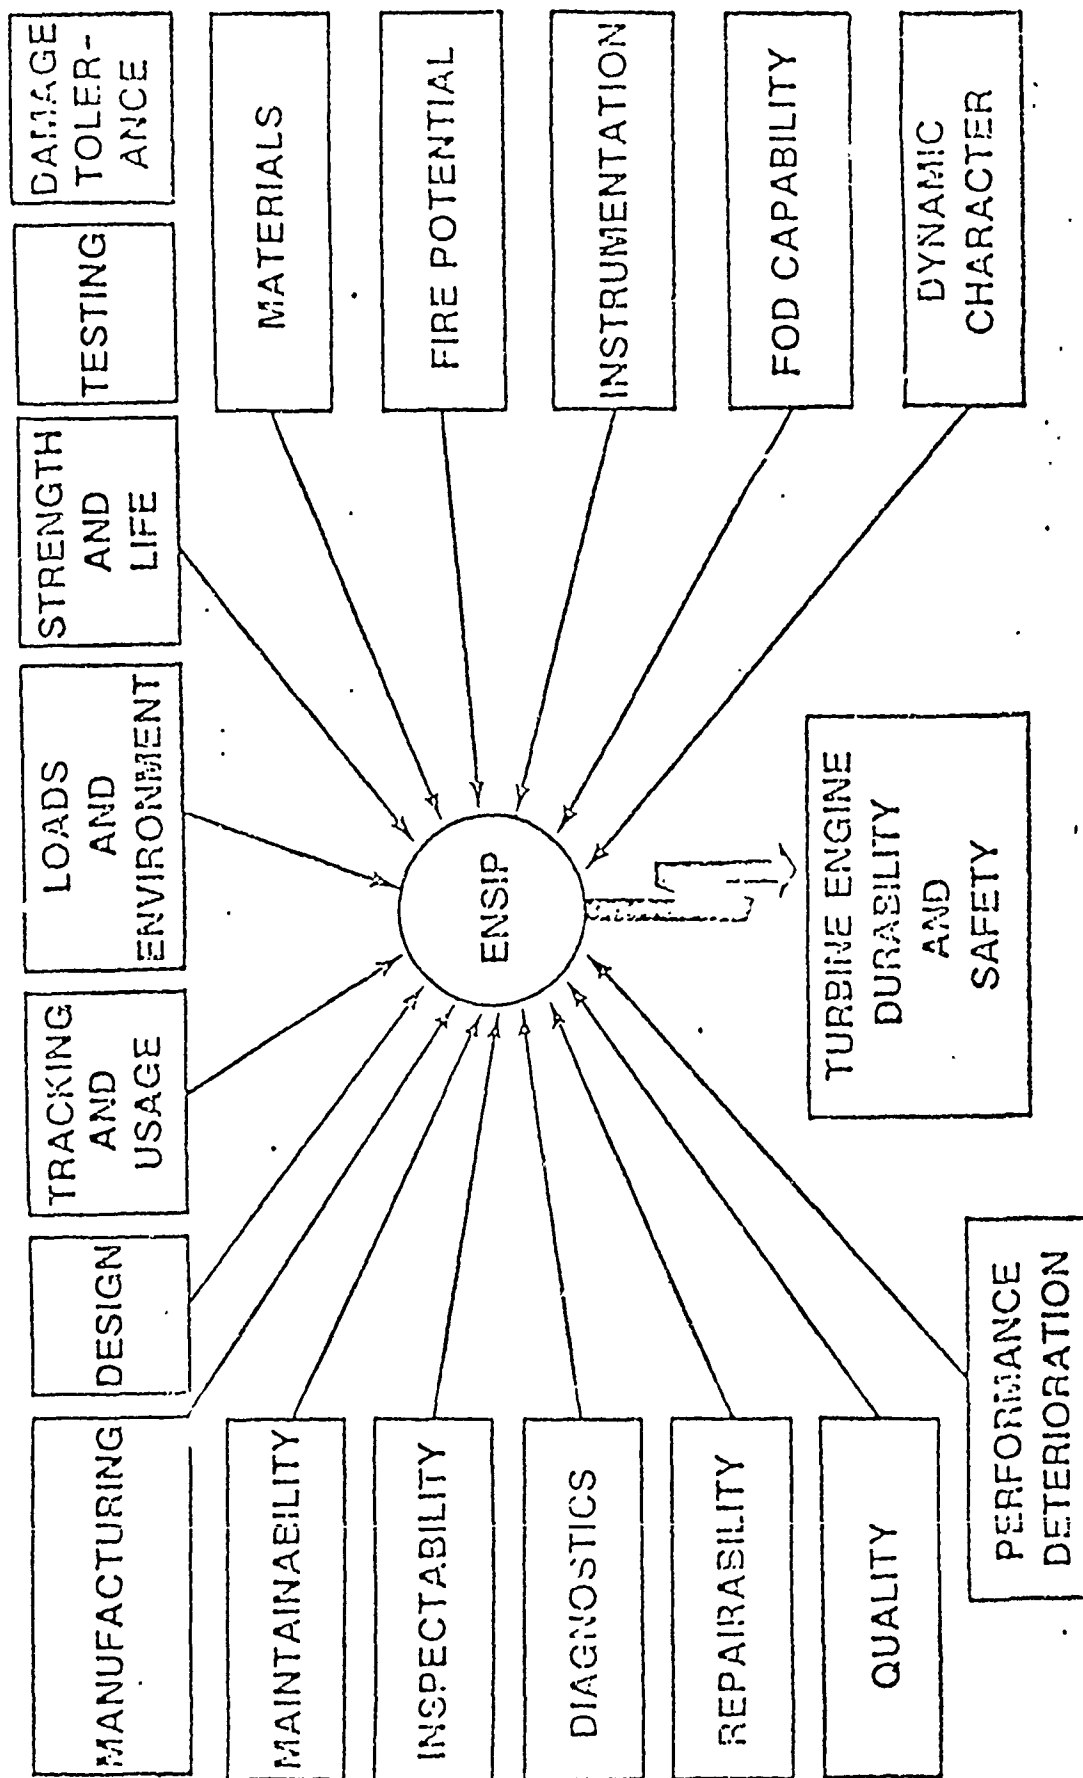 MANUFACTURING
DESIGN
TRACKING
AND
USAGE
LOADS
AND
ENVIRONMENT
STRENGTH
AND
LIFE
TESTING
DAMAGE
TOLER-
ANCE
MAINTAINABILITY
INSPECTABILITY
DIAGNOSTICS
REPAIRABILITY
QUALITY
PERFORMANCE
DETERIORATION
ENSIP
TURBINE ENGINE
DURABILITY
AND
SAFETY
MATERIALS
FIRE POTENTIAL
INSTRUMENTATION
FOD CAPABILITY
DYNAMIC
CHARACTER